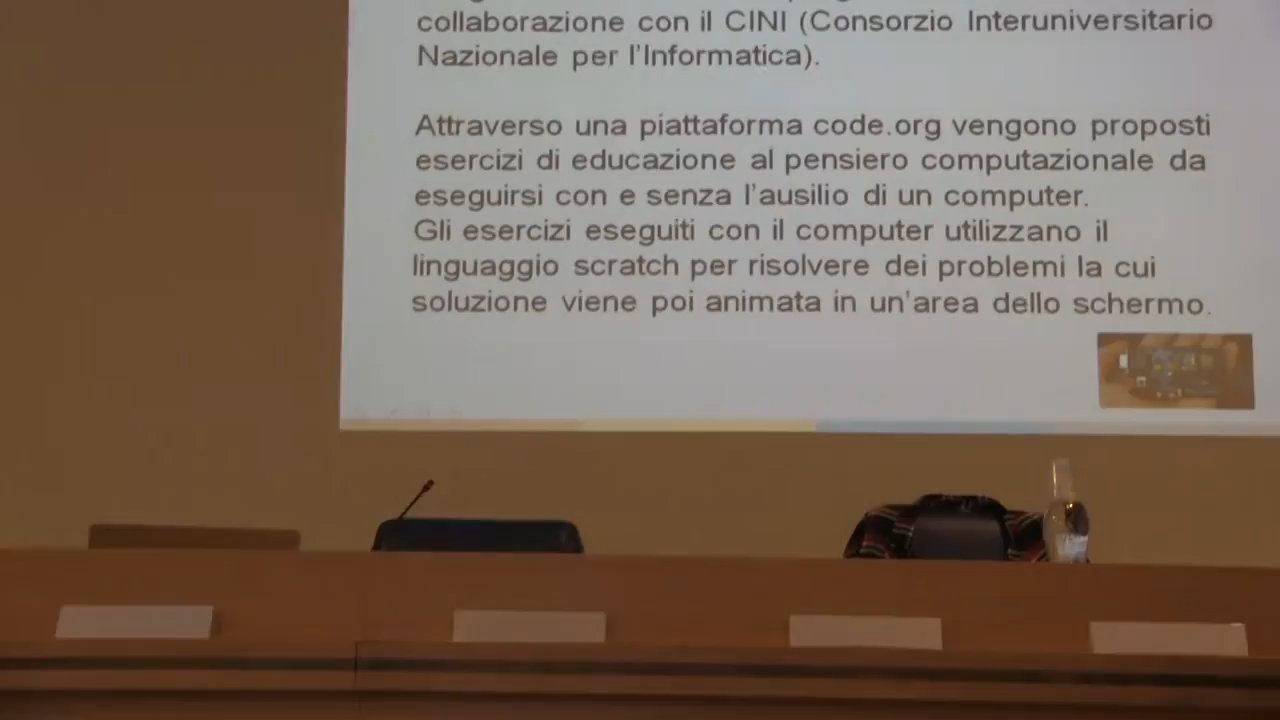 collaborazione con il CINI (Consorzio Interuniversitario
Nazionale per l'Informatica).
Attraverso una piattaforma code.org vengono proposti
esercizi di educazione al pensiero computazionale da
eseguirsi con e senza l'ausilio di un computer.
Gli esercizi eseguiti con il computer utilizzano il
linguaggio scratch per risolvere dei problemi la cui
soluzione viene poi animata in un'area dello schermo.